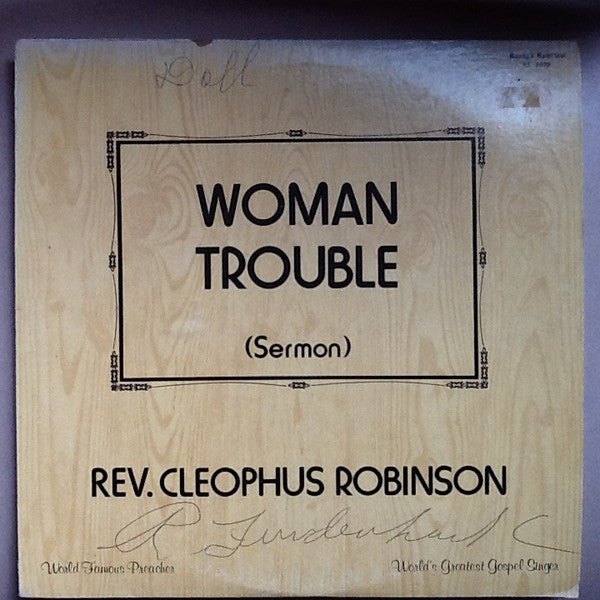 Doll
WOMAN
TROUBLE
(Sermon)
REV. CLEOPHUS ROBINSON
World Famous Preacher
World's Greatest Gospel Singer